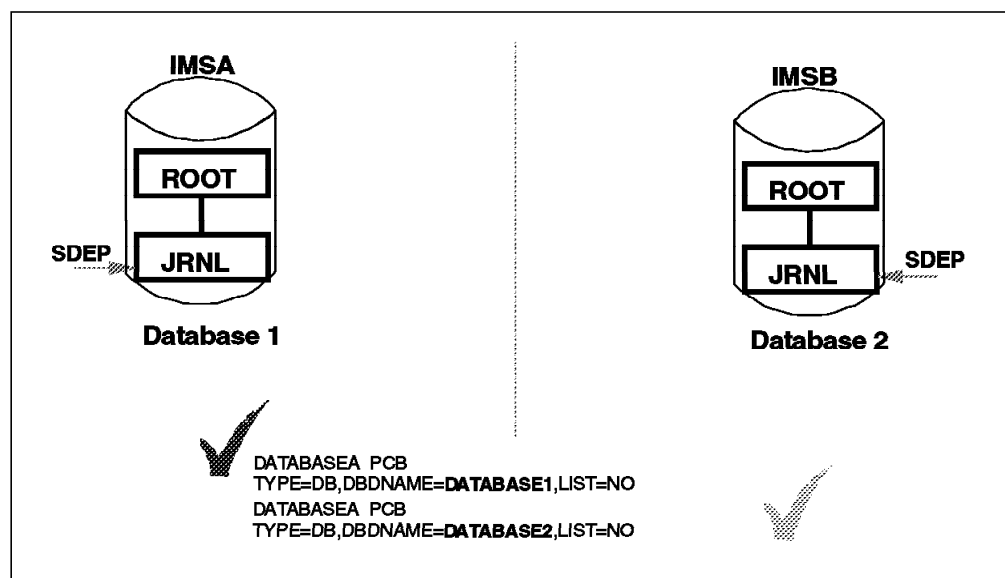 IMSA
ROOT
SDEP
JRNL
Database 1
IMSB
ROOT
JRNL
SDEP
Database 2
DATABASEA PCB
TYPE=DB,DBDNAME=DATABASE1,LIST=NO
DATABASEA PCB
TYPE=DB,DBDNAME=DATABASE2,LIST=NO